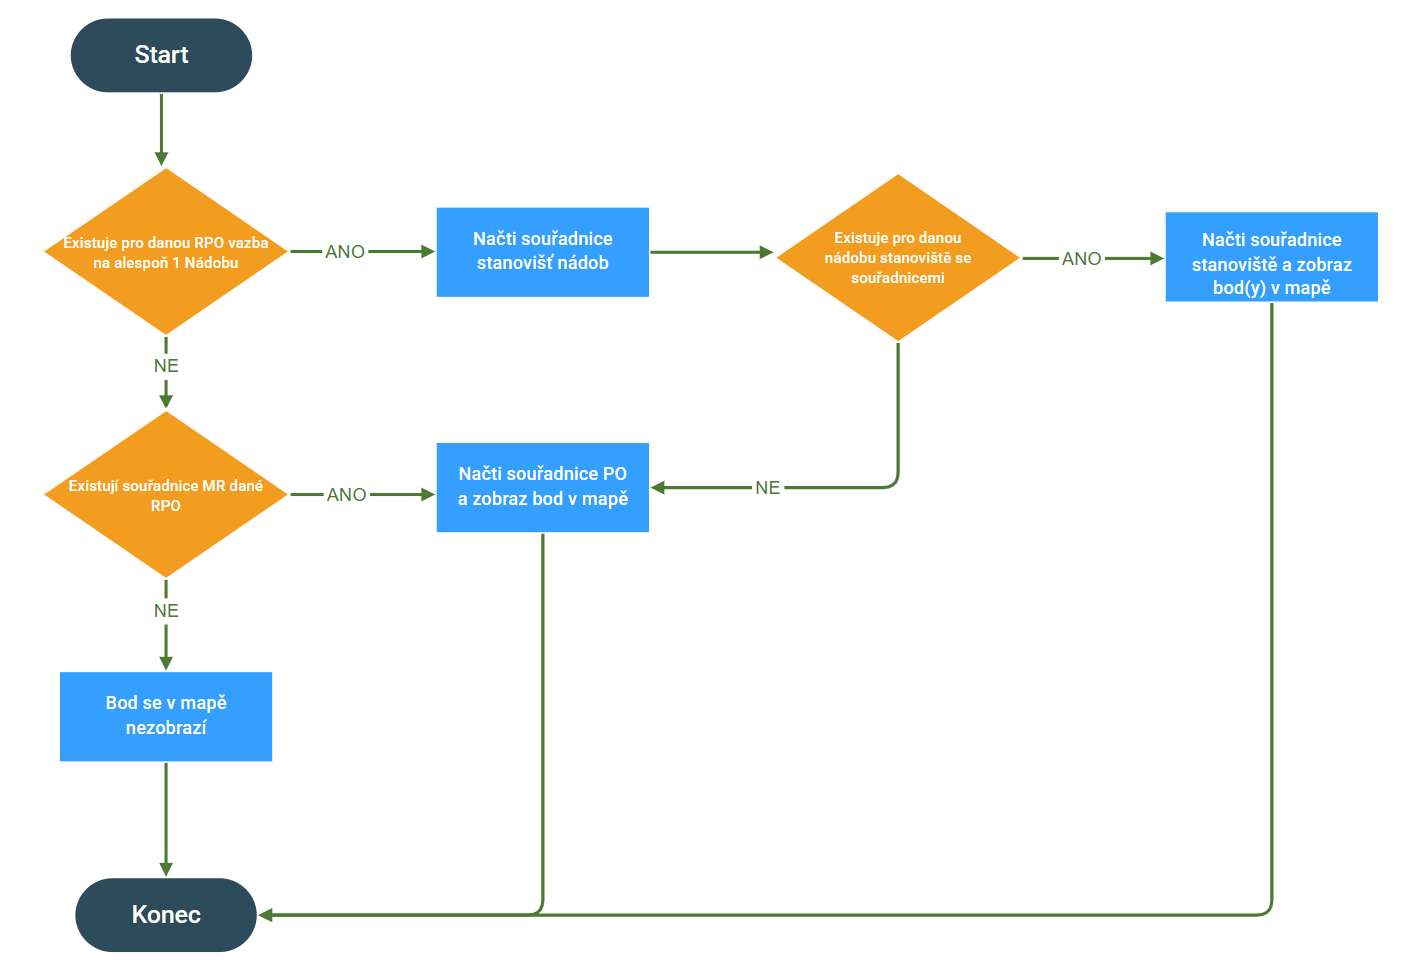 Start
Existuje pro danou RPO vazba
na alespoň 1 Nádobu
ANO
Načti souřadnice
stanovišť nádob
Existuje pro danou
nádobu stanoviště se
souřadnicemi
ANO
Načti souřadnice
stanoviště a zobraz
bod(y) v mapě
NE
Existují souřadnice MR dané
RPO
ANO
Načti souřadnice PO
a zobraz bod v mapě
NE
NE
Bod se v mapě
nezobrazí
Konec